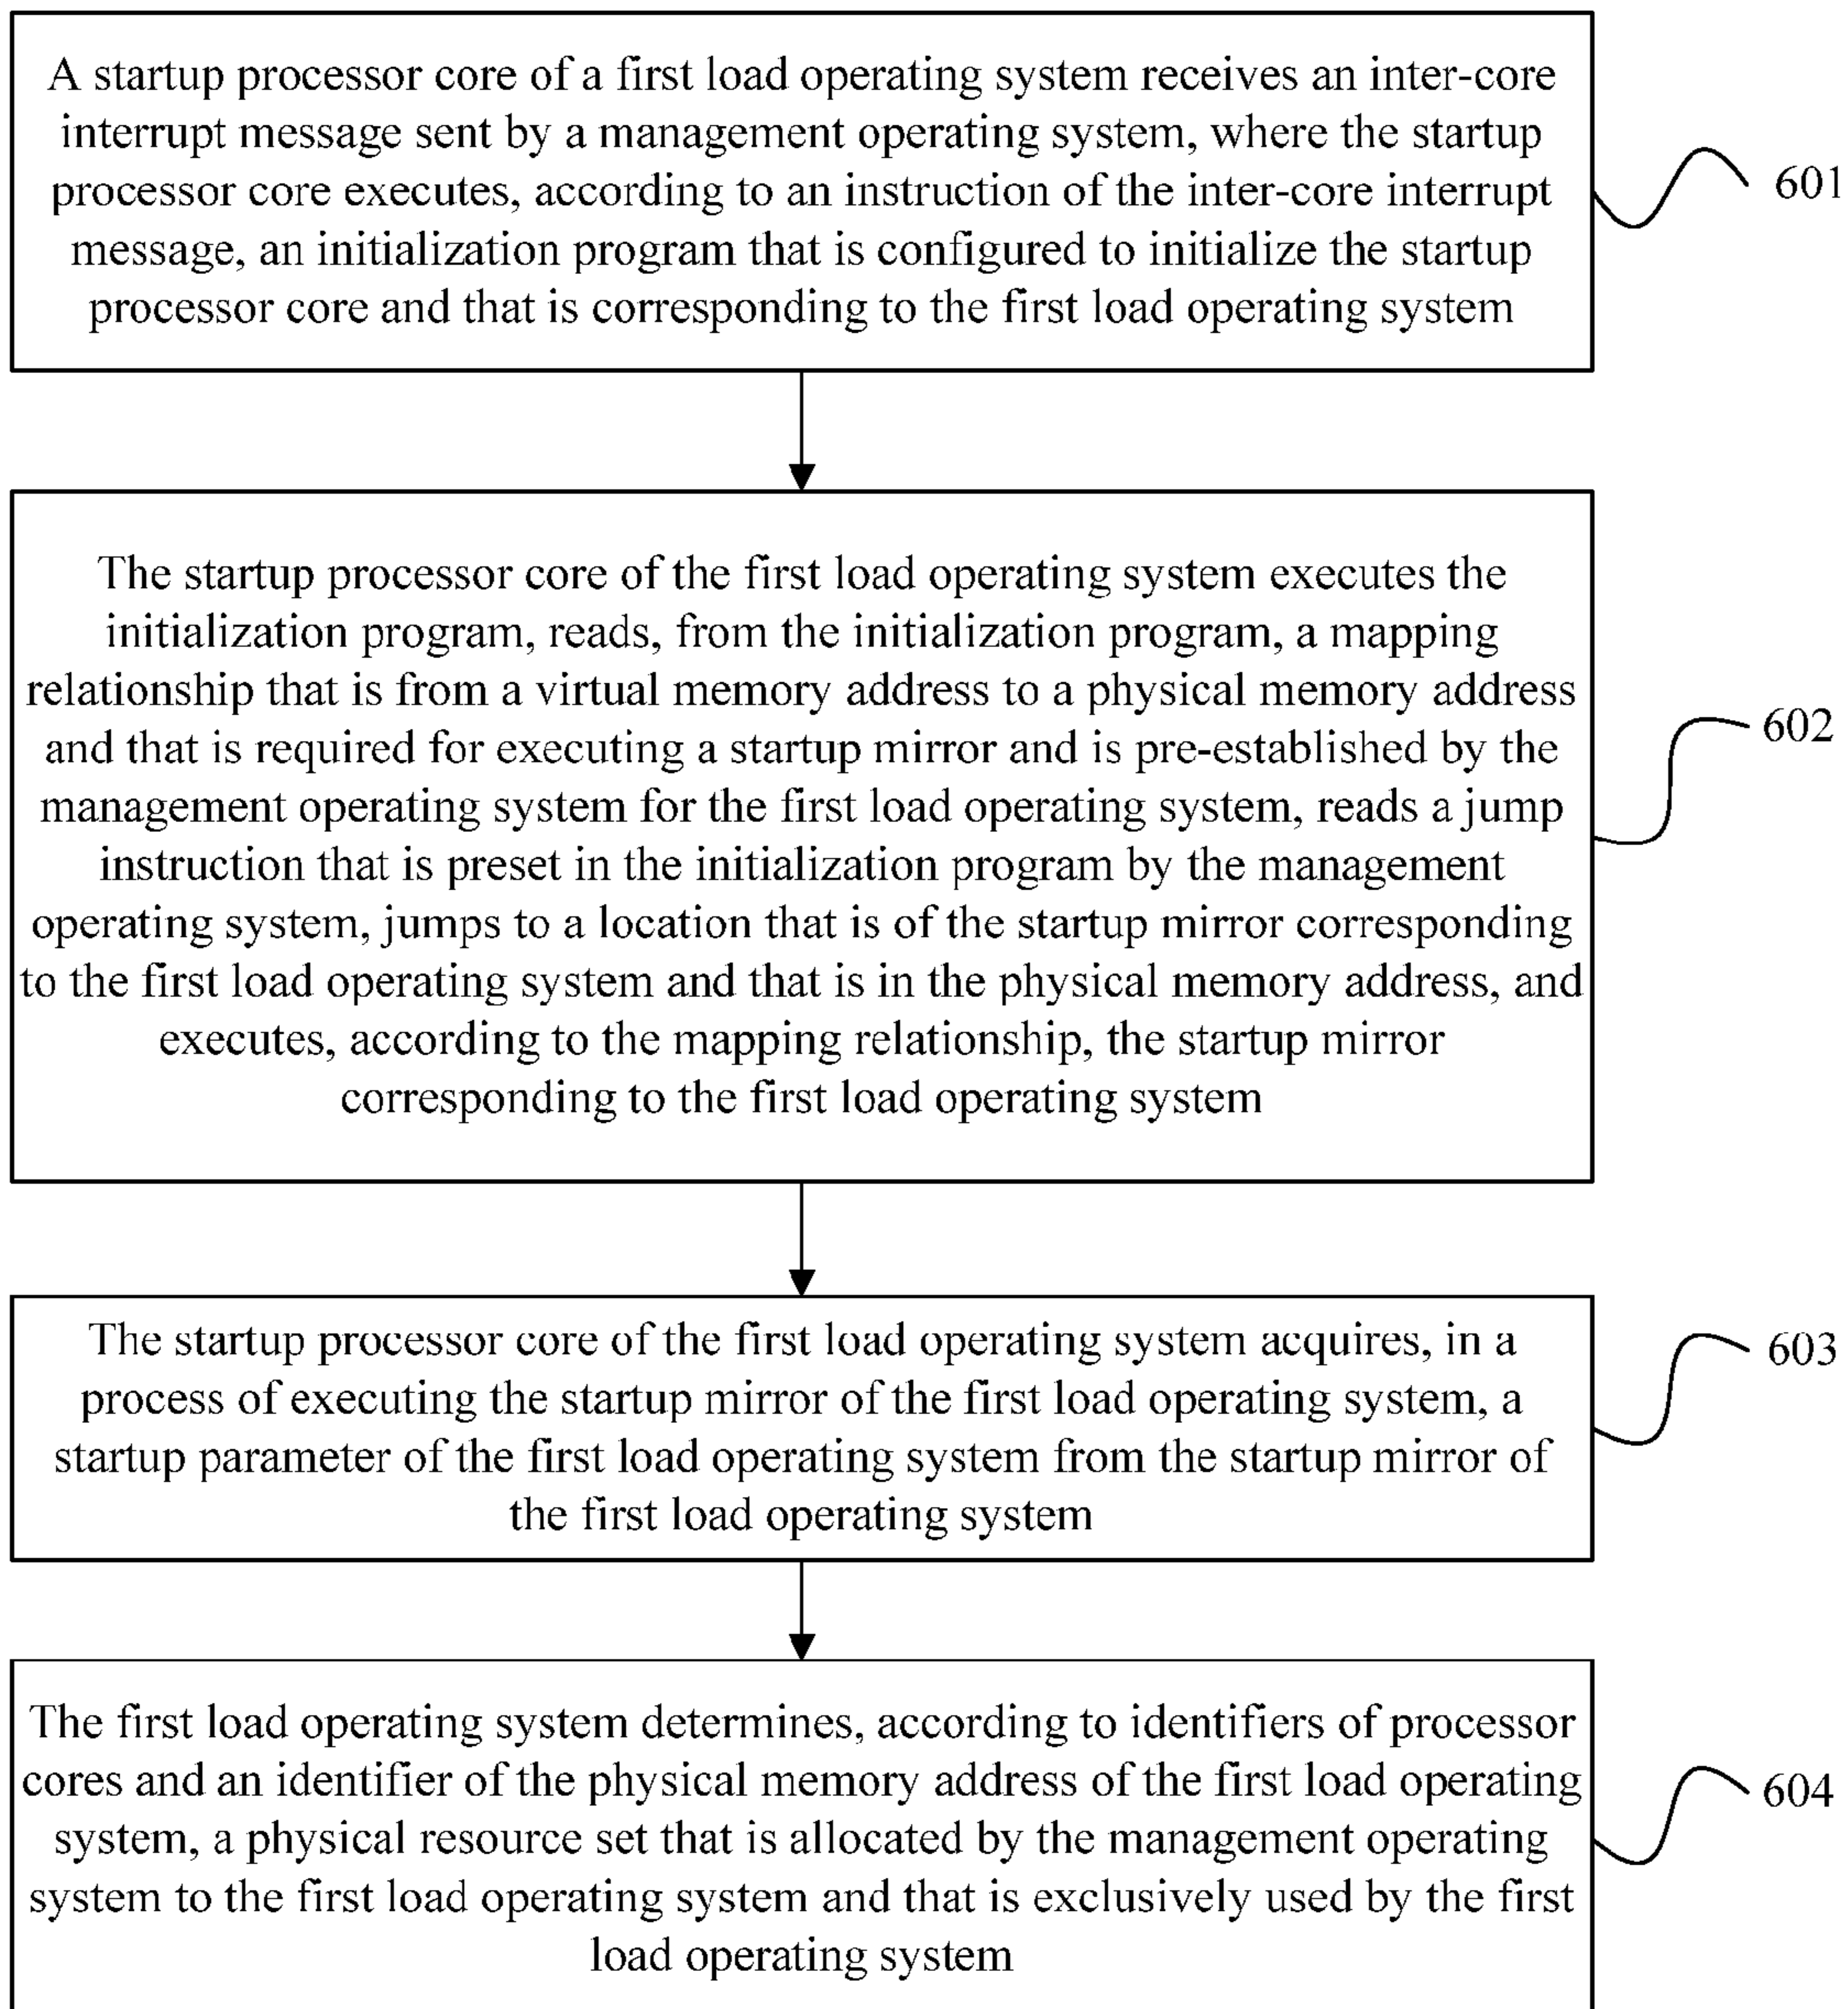 A startup processor core of a first load operating system receives an inter-core
interrupt message sent by a management operating system, where the startup
processor core executes, according to an instruction of the inter-core interrupt
message, an initialization program that is configured to initialize the startup
processor core and that is corresponding to the first load operating system
601
The startup processor core of the first load operating system executes the
initialization program, reads, from the initialization program, a mapping
relationship that is from a virtual memory address to a physical memory address
and that is required for executing a startup mirror and is pre-established by the
management operating system for the first load operating system, reads a jump
instruction that is preset in the initialization program by the management
operating system, jumps to a location that is of the startup mirror corresponding
to the first load operating system and that is in the physical memory address, and
executes, according to the mapping relationship, the startup mirror
corresponding to the first load operating system
602
The startup processor core of the first load operating system acquires, in a
process of executing the startup mirror of the first load operating system, a
startup parameter of the first load operating system from the startup mirror of
the first load operating system
603
The first load operating system determines, according to identifiers of processor
cores and an identifier of the physical memory address of the first load operating
system, a physical resource set that is allocated by the management operating
system to the first load operating system and that is exclusively used by the first
load operating system
604